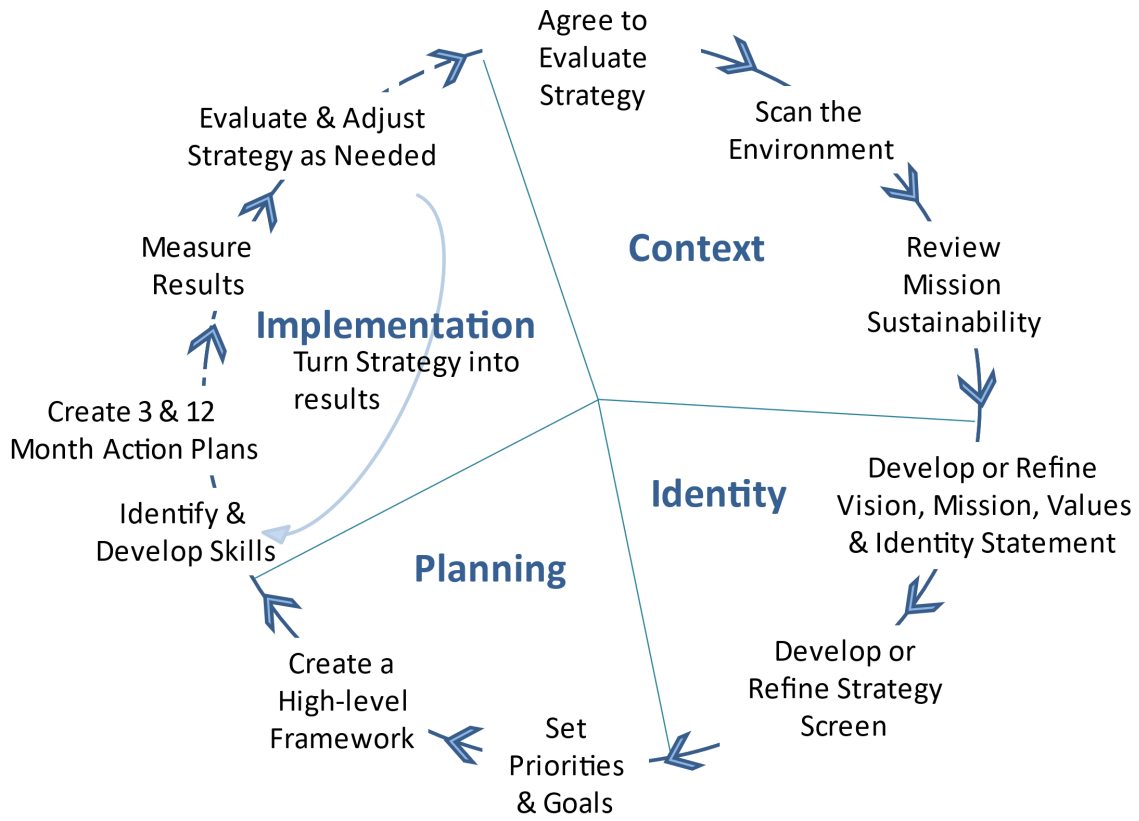 Agree to
Evaluate
Strategy
Scan the
Environment
Review
Mission
Sustainability
Context
Develop or Refine
Vision, Mission, Values
& Identity Statement
Identity
Develop or
Refine Strategy
Screen
Set
Priorities
& Goals
Planning
Create a
High-level
Framework
Identify &
Develop Skills
Create 3 & 12
Month Action Plans
Measure
Results
Evaluate & Adjust
Strategy as Needed
Implementation
Turn Strategy into
results